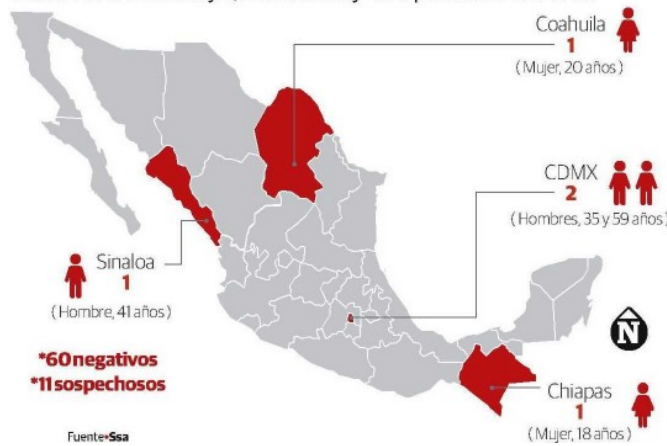 Coahuila
1
(Mujer, 20 años)
CDMX
2
(Hombres, 35 y 59 años)
Sinaloa
1
(Hombre, 41 años)
*60 negativos
*11 sospechosos
N
Chiapas
1
(Mujer, 18 años)
Fuente•Ssa